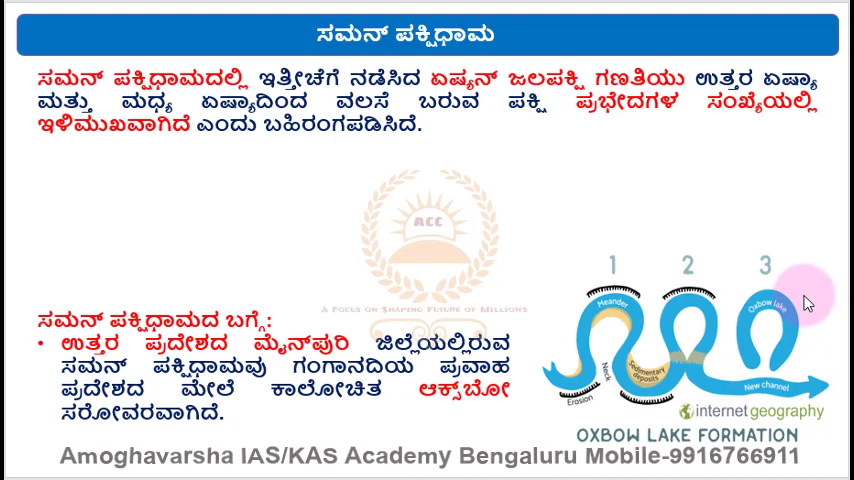 ಸಮನ್ ಪಕ್ಷಿಧಾಮ
ಸಮನ್ ಪಕ್ಷಿಧಾಮದಲ್ಲಿ ಇತ್ತೀಚೆಗೆ ನಡೆಸಿದ ಏಷ್ಯನ್ ಜಲಪಕ್ಷಿ ಗಣತಿಯು ಉತ್ತರ ಏಷ್ಯಾ
ಮತ್ತು ಮಧ್ಯ ಏಷ್ಯಾದಿಂದ ವಲಸೆ ಬರುವ ಪಕ್ಷಿ ಪ್ರಭೇದಗಳ ಸಂಖ್ಯೆಯಲ್ಲಿ
ಇಳಿಮುಖವಾಗಿದೆ ಎಂದು ಬಹಿರಂಗಪಡಿಸಿದೆ.
ACC
A Focus on Shaping Future of Millions
ಸಮನ್ ಪಕ್ಷಿಧಾಮದ ಬಗ್ಗೆ:
• ಉತ್ತರ ಪ್ರದೇಶದ ಮೈನ್‌ಪುರಿ ಜಿಲ್ಲೆಯಲ್ಲಿರುವ
ಸಮನ್ ಪಕ್ಷಿಧಾಮವು ಗಂಗಾನದಿಯ ಪ್ರವಾಹ
ಪ್ರದೇಶದ ಮೇಲೆ ಕಾಲೋಚಿತ ಆಕ್ಸ್‌ಬೋ
ಸರೋವರವಾಗಿದೆ.
1 2 3
Meander
Oxbow lake
Neck
Sedimentary
deposits
Erosion
New channel
internetgeography
OXBOW LAKE FORMATION
Amoghavarsha IAS/KAS Academy Bengaluru Mobile-9916766911